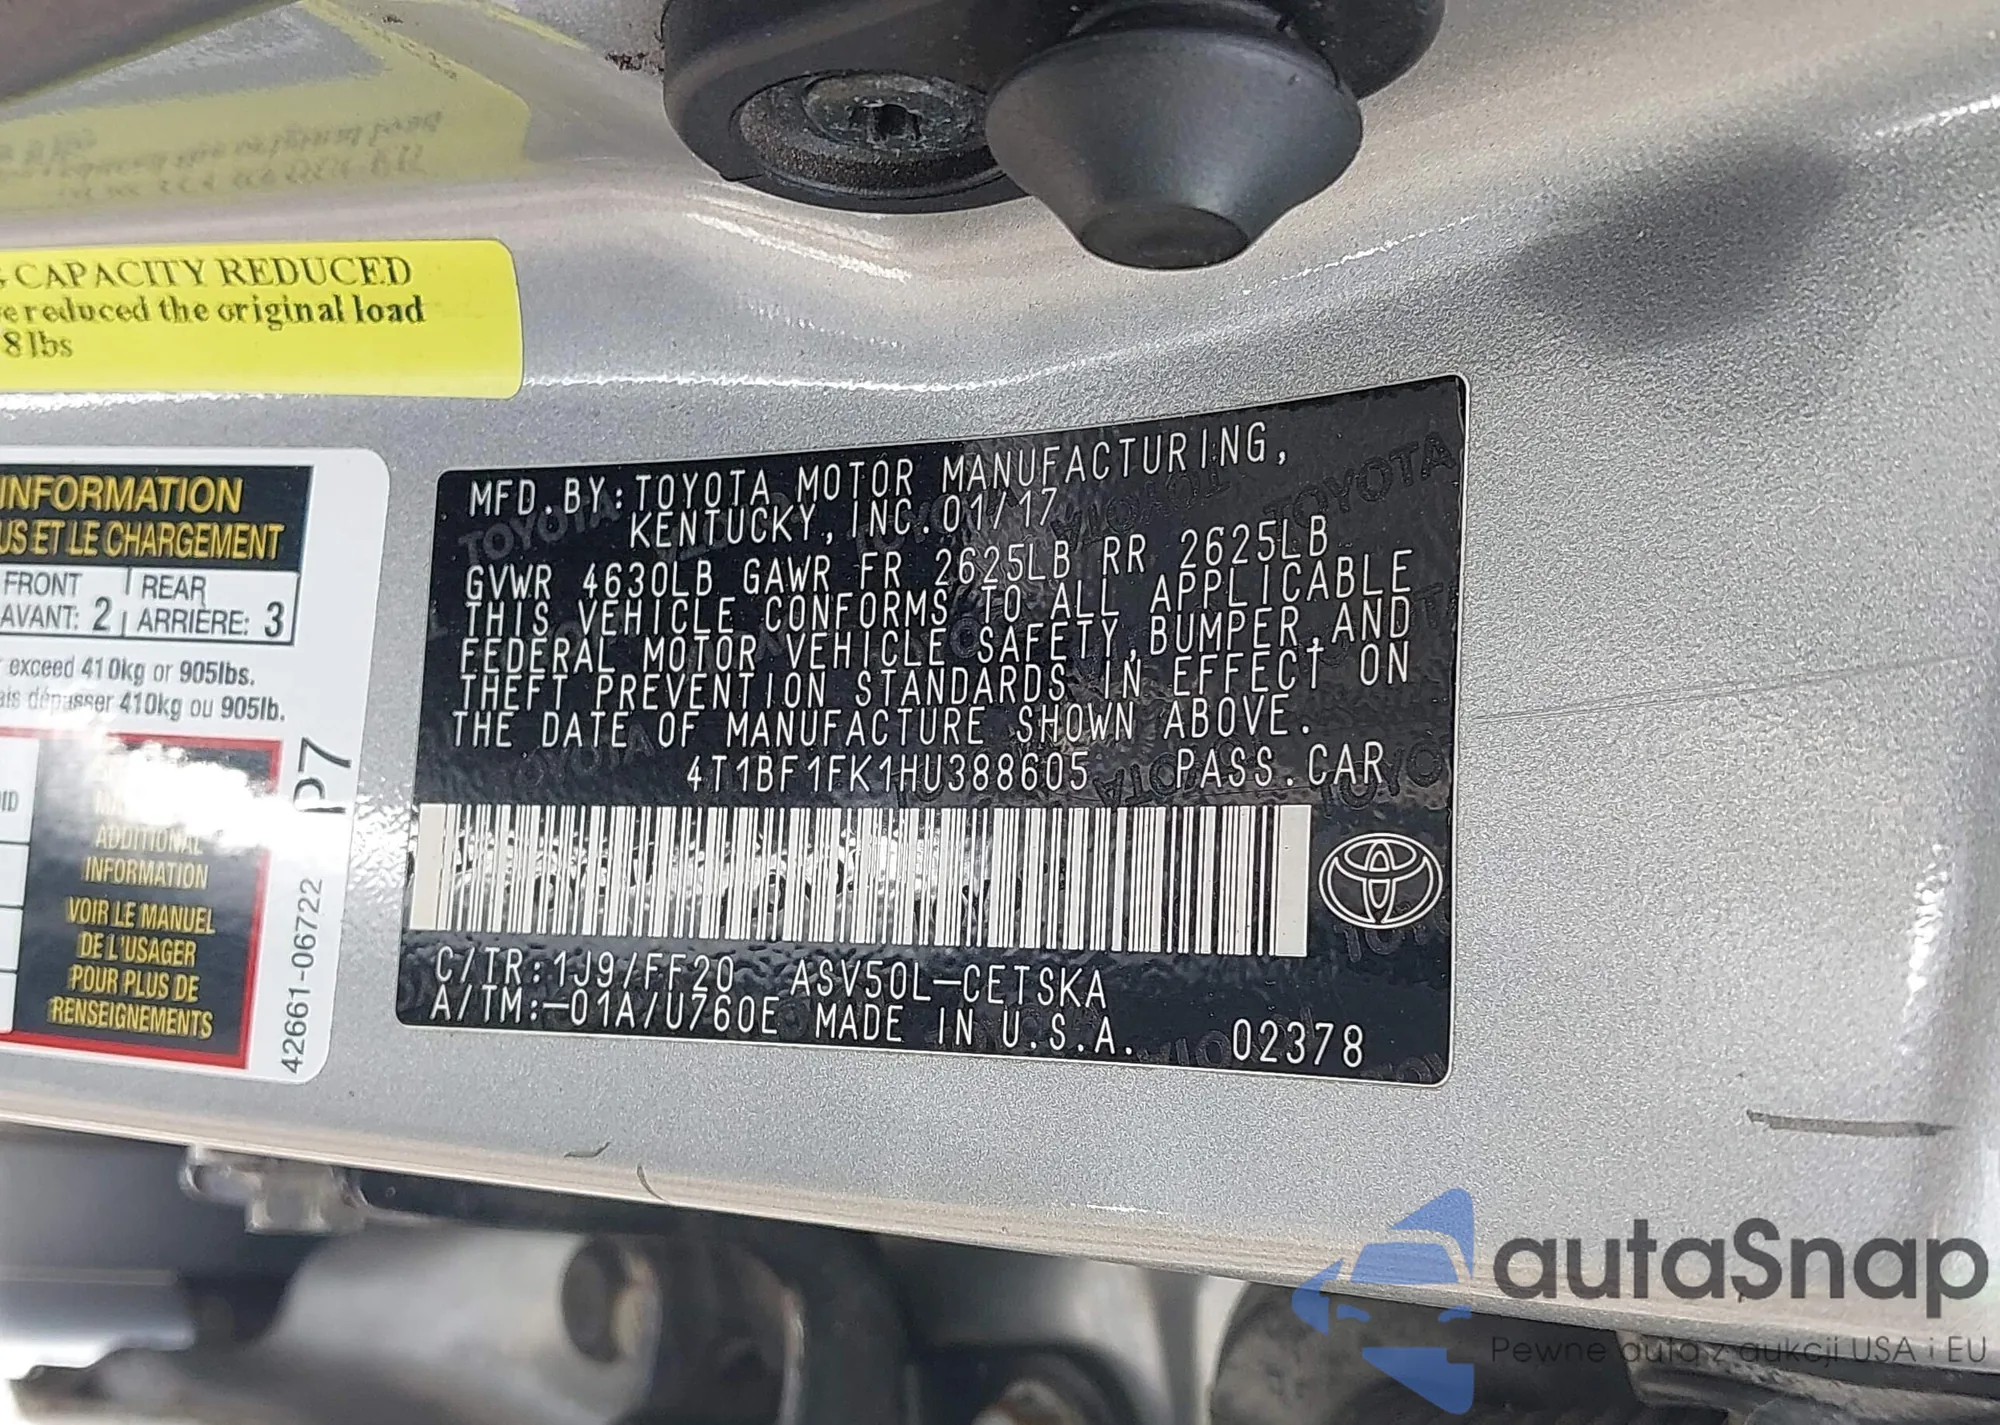 CAPACITY REDUCED
reduced the original load
8 lbs
INFORMATION
US ET LE CHARGEMENT
FRONT
AVANT: 2
REAR
ARRIÈRE: 3
exceed 410kg or 905lbs.
ais dépasser 410kg ou 905lb.
ADDITIONAL
INFORMATION
VOIR LE MANUEL
DE L'USAGER
POUR PLUS DE
RENSEIGNEMENTS
P7
42661-06722
MFD.BY:TOYOTA MOTOR MANUFACTURING,
KENTUCKY,INC.01/17
GVWR 4630LB GAWR FR 2625LB RR 2625LB
THIS VEHICLE CONFORMS TO ALL APPLICABLE
FEDERAL MOTOR VEHICLE SAFETY,BUMPER,AND
THEFT PREVENTION STANDARDS IN EFFECT ON
THE DATE OF MANUFACTURE SHOWN ABOVE.
4T1BF1FK1HU388605 PASS.CAR
C/TR:1J9/FF20 ASV50L-CETSKA
A/TM:-01A/U760E MADE IN U.S.A. 02378
autaSnap
Pewne auta z aukcji USA i EU